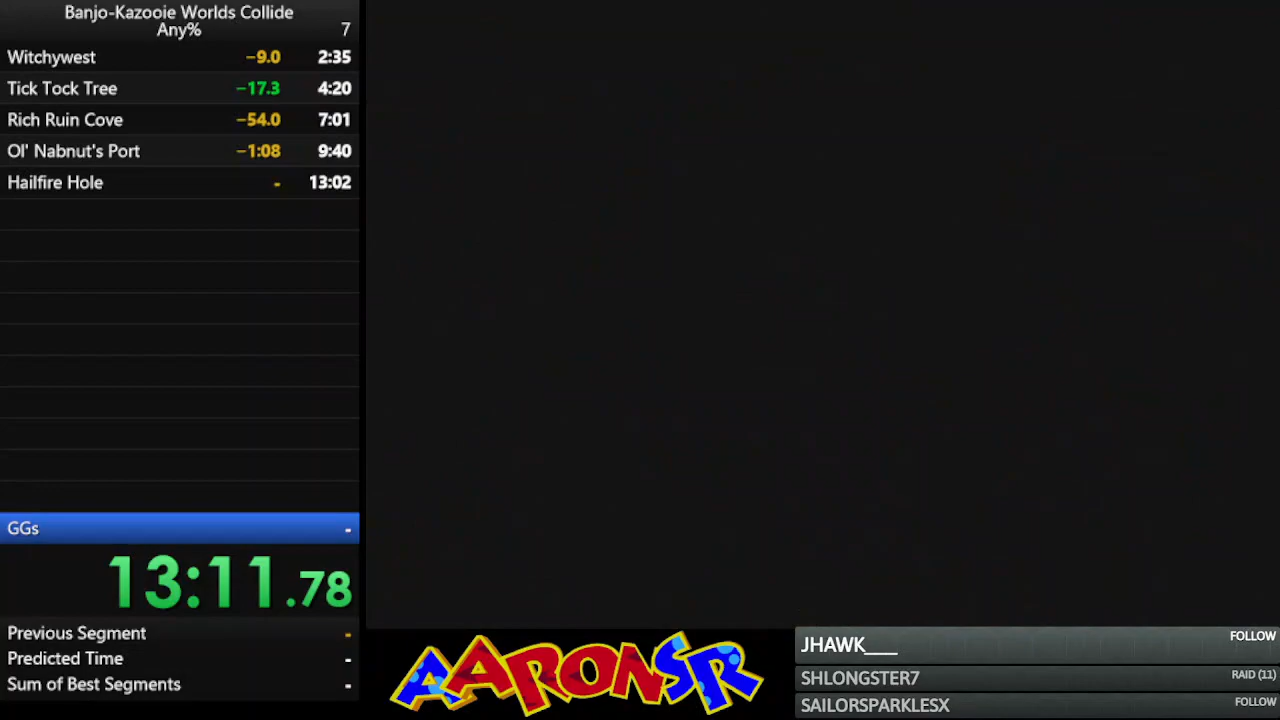 Banjo-Kazooie Worlds Collide
Any% 7
Witchywest -9.0 2:35
Tick Tock Tree -17.3 4:20
Rich Ruin Cove -54.0 7:01
Ol' Nabnut's Port -1:08 9:40
Hailfire Hole - 13:02
GGs -
13:11.78
Previous Segment -
Predicted Time -
Sum of Best Segments -
AARONSR
JHAWK___ FOLLOW
SHLONGSTER7 RAID (11)
SAILORSPARKLESX FOLLOW